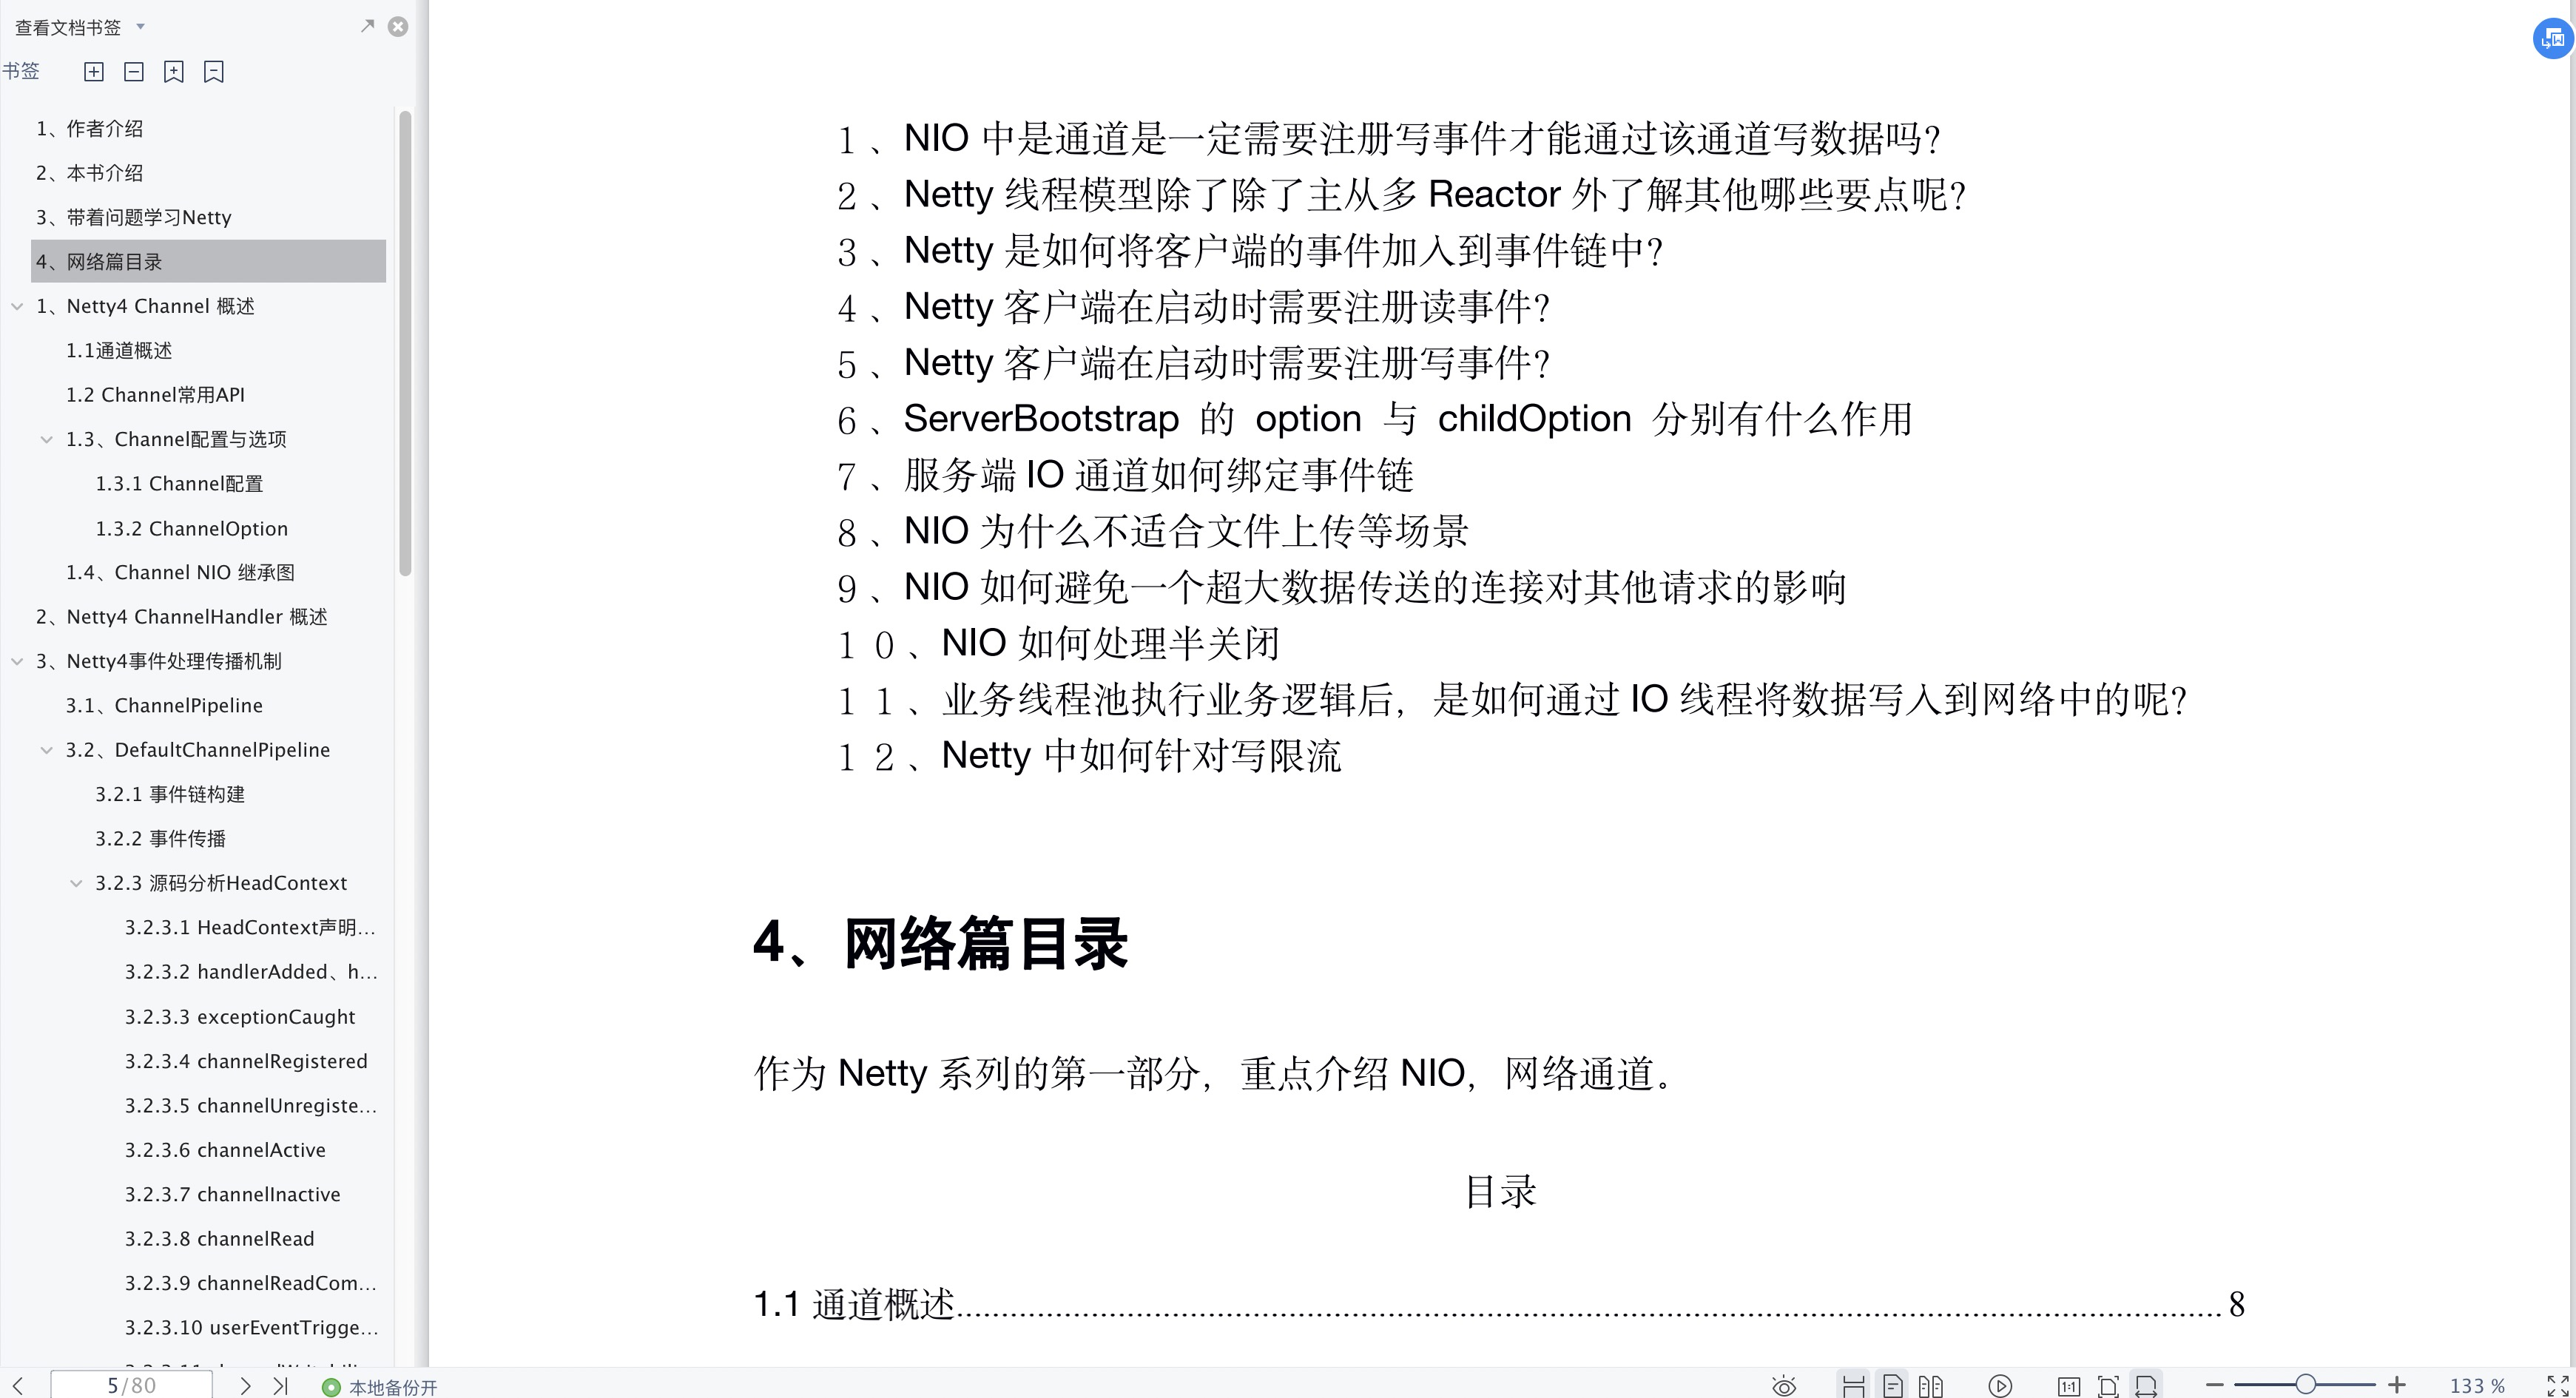 查看文档书签
书签
1、作者介绍
2、本书介绍
3、带着问题学习Netty
4、网络篇目录
1、Netty4 Channel 概述
1.1通道概述
1.2 Channel常用API
1.3、Channel配置与选项
1.3.1 Channel配置
1.3.2 ChannelOption
1.4、Channel NIO 继承图
2、Netty4 ChannelHandler 概述
3、Netty4事件处理传播机制
3.1、ChannelPipeline
3.2、DefaultChannelPipeline
3.2.1 事件链构建
3.2.2 事件传播
3.2.3 源码分析HeadContext
3.2.3.1 HeadContext声明...
3.2.3.2 handlerAdded、h...
3.2.3.3 exceptionCaught
3.2.3.4 channelRegistered
3.2.3.5 channelUnregiste...
3.2.3.6 channelActive
3.2.3.7 channelInactive
3.2.3.8 channelRead
3.2.3.9 channelReadCom...
3.2.3.10 userEventTrigge...
1、NIO 中是通道是一定需要注册写事件才能通过该通道写数据吗?
2、Netty 线程模型除了除了主从多 Reactor 外了解其他哪些要点呢?
3、Netty 是如何将客户端的事件加入到事件链中?
4、Netty 客户端在启动时需要注册读事件?
5、Netty 客户端在启动时需要注册写事件?
6、ServerBootstrap 的 option 与 childOption 分别有什么作用
7、服务端 IO 通道如何绑定事件链
8、NIO 为什么不适合文件上传等场景
9、NIO 如何避免一个超大数据传送的连接对其他请求的影响
10、NIO 如何处理半关闭
11、业务线程池执行业务逻辑后，是如何通过 IO 线程将数据写入到网络中的呢?
12、Netty 中如何针对写限流
4、网络篇目录
作为 Netty 系列的第一部分，重点介绍 NIO，网络通道。
目录
1.1 通道概述........................................................................8
5/80
本地备份开
1:1
133 %